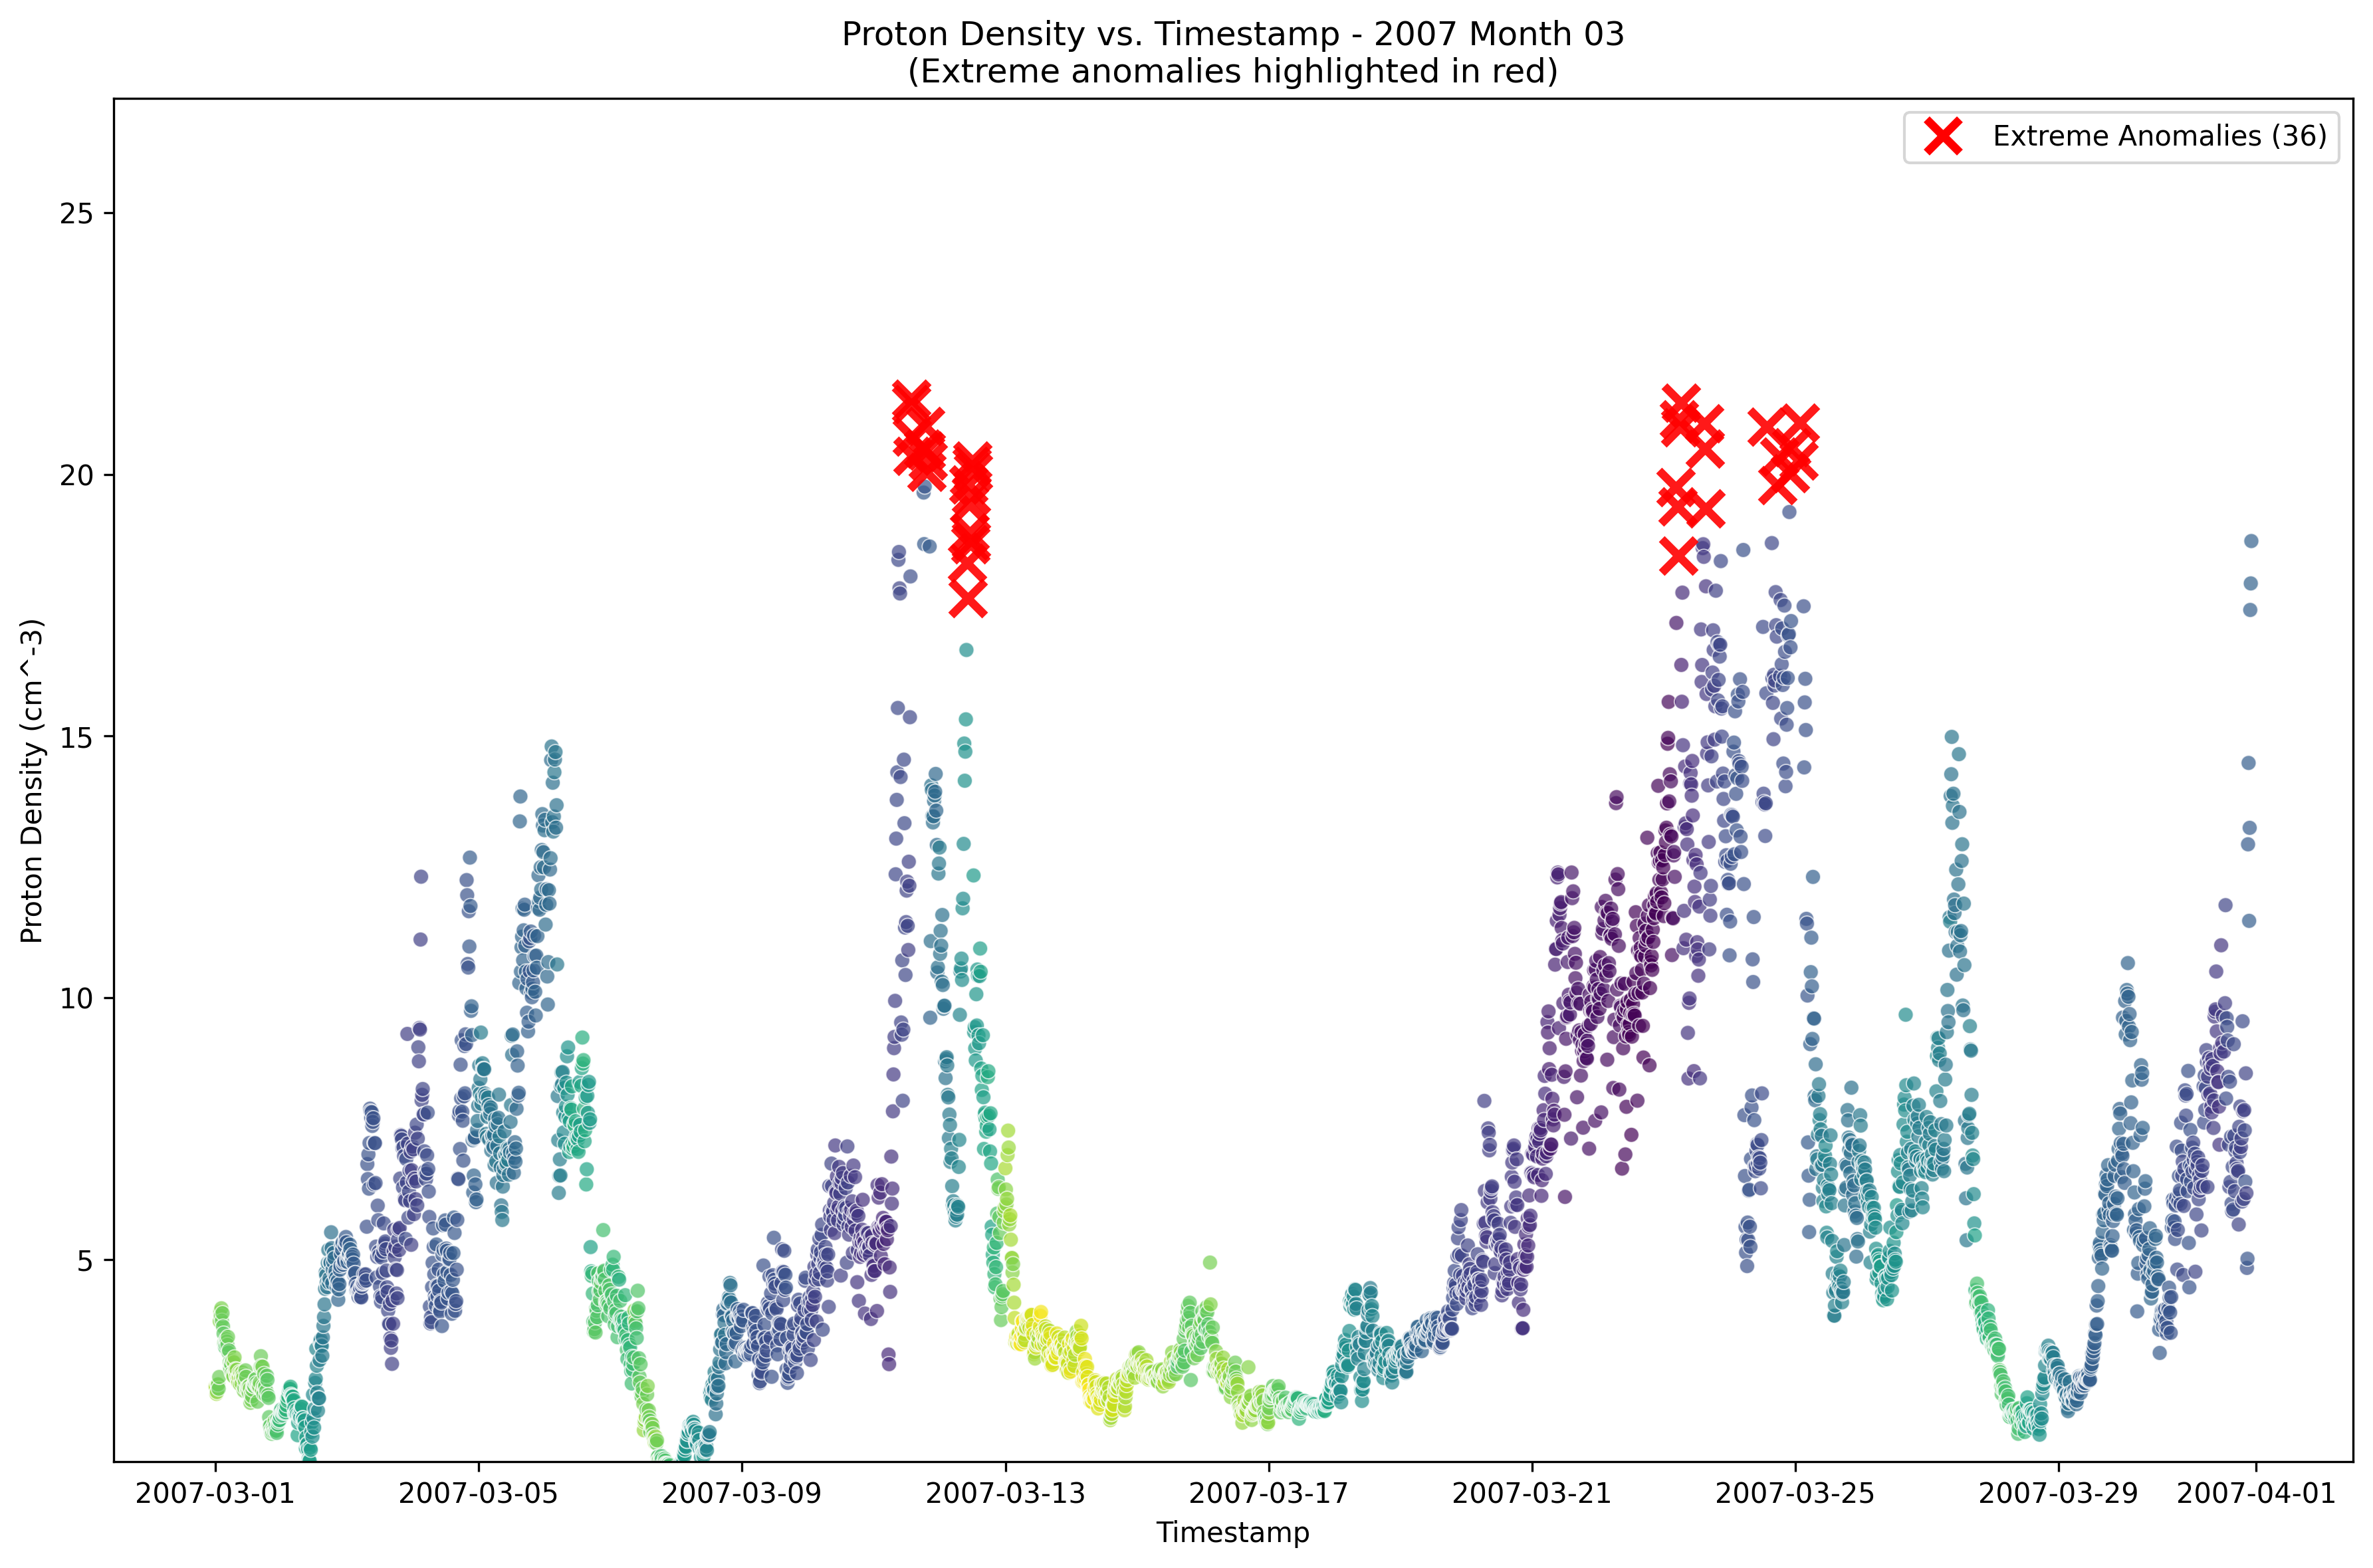 Proton Density vs. Timestamp - 2007 Month 03
(Extreme anomalies highlighted in red)
Extreme Anomalies (36)
25
20
15
10
5
Proton Density (cm^-3)
2007-03-01
2007-03-05
2007-03-09
2007-03-13
2007-03-17
2007-03-21
2007-03-25
2007-03-29
2007-04-01
Timestamp